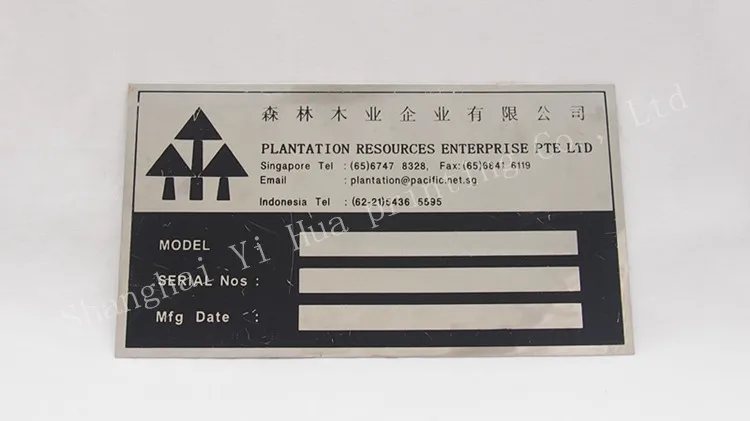 森林木业企业有限公司
PLANTATION RESOURCES ENTERPRISE PTE LTD
Singapore Tel : (65)6747 8328, Fax:(65)6841 6119
Email : plantation@pacific.net.sg
Indonesia Tel : (62-21)5436 5595
MODEL :
SERIAL Nos :
Mfg Date :
Shanghai Yi Hua printing Co., Ltd